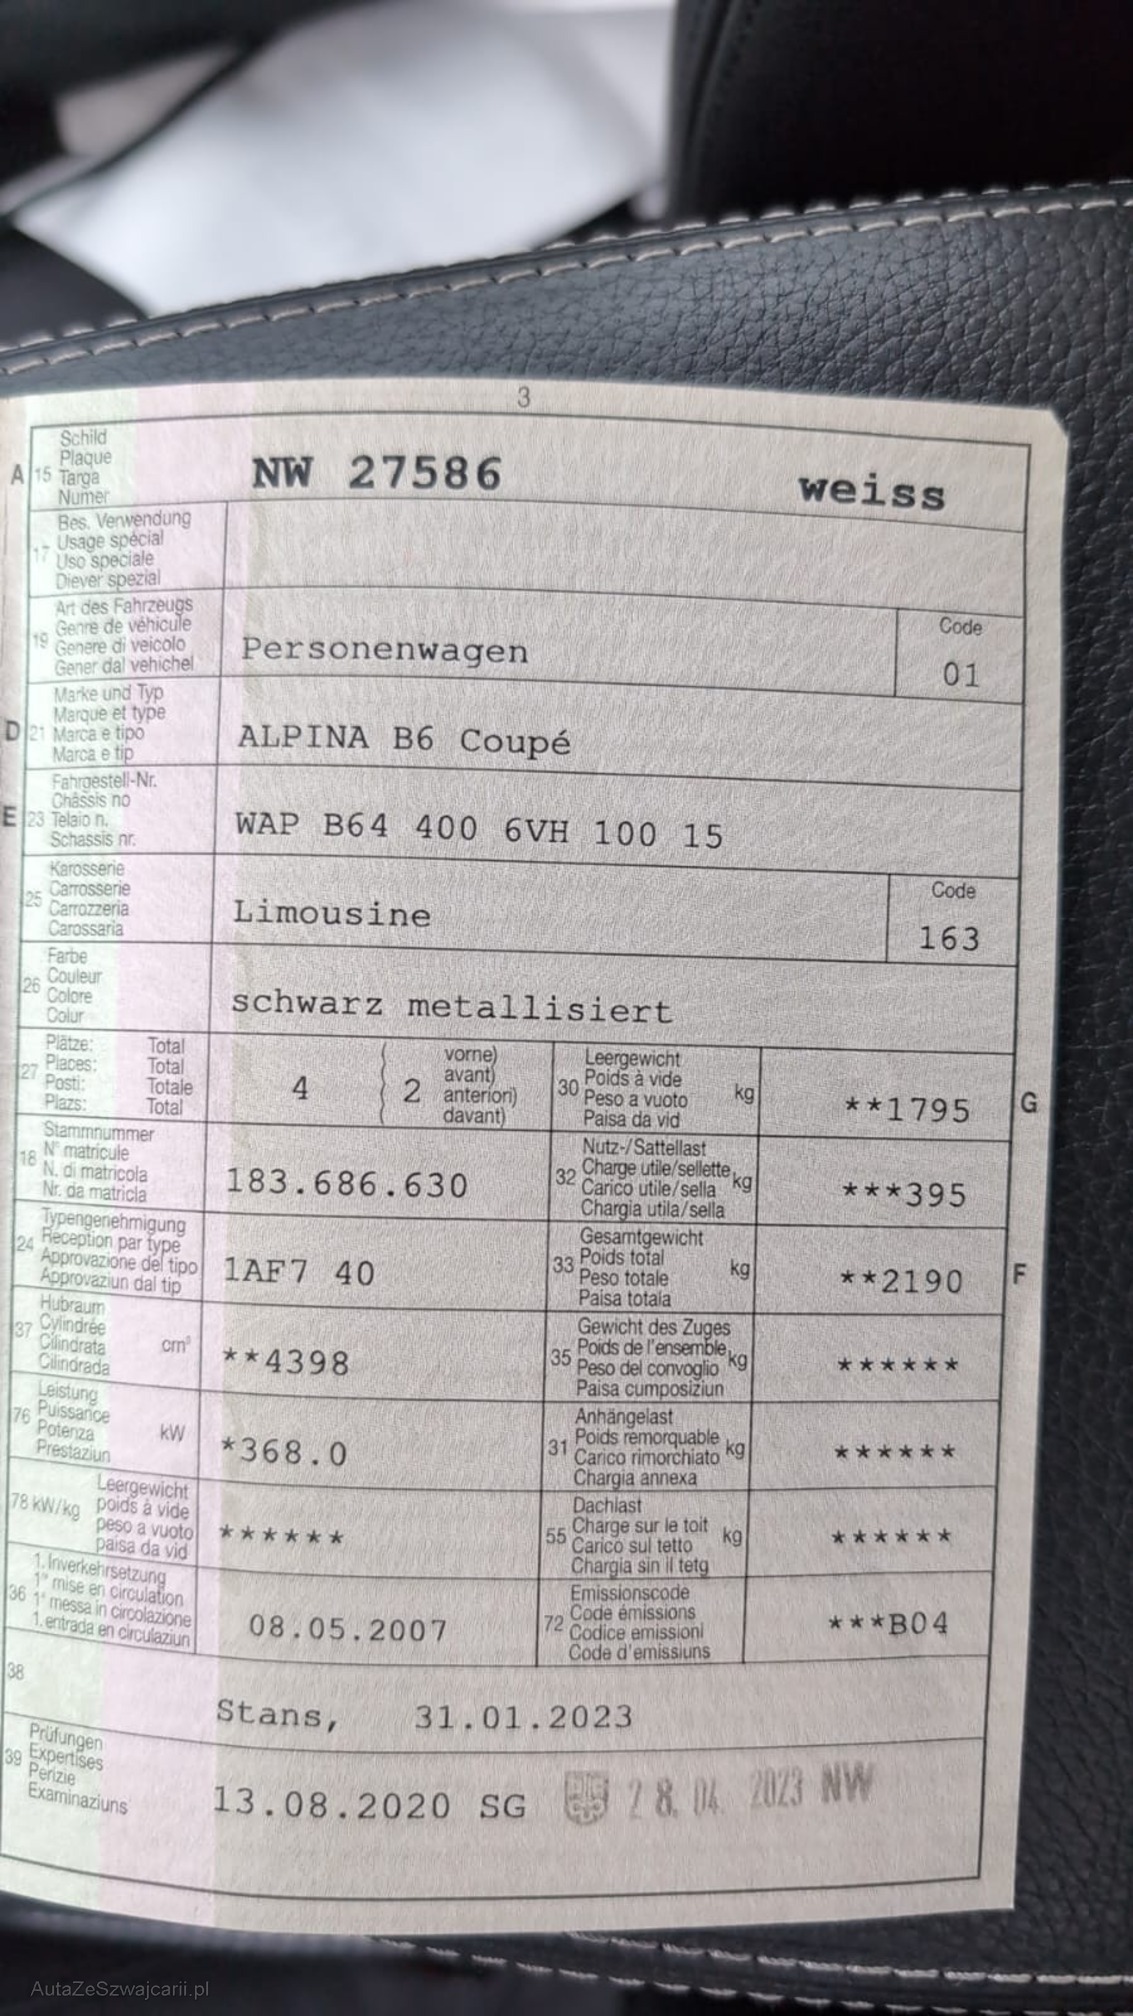 3
A 15 Schild
Plaque
Targa
Numer
NW 27586 weiss
17 Bes. Verwendung
Usage spécial
Uso speciale
Diever spezial
19 Art des Fahrzeugs
Genre de véhicule
Genere di veicolo
Gener dal vehichel
Personenwagen
Code
01
D 21 Marke und Typ
Marque et type
Marca e tipo
Marca e tip
ALPINA B6 Coupé
E 23 Fahrgestell-Nr.
Châssis no
Telaio n.
Schassis nr.
WAP B64 400 6VH 100 15
25 Karosserie
Carrosserie
Carrozzeria
Carossaria
Limousine
Code
163
26 Farbe
Couleur
Colore
Colur
schwarz metallisiert
27 Plätze: Total
Places: Total
Posti: Totale
Plazs: Total
4 ( 2 vorne)
avant)
anteriori)
davant)
30 Leergewicht
Poids à vide
Peso a vuoto
Paisa da vid
kg
**1795
G
18 Stammnummer
N° matricule
N. di matricola
Nr. da matricla
183.686.630
32 Nutz-/Sattellast
Charge utile/sellette
Carico utile/sella
Chargia utila/sella
kg
***395
24 Typengenehmigung
Réception par type
Approvazione del tipo
Approvaziun dal tip
1AF7 40
33 Gesamtgewicht
Poids total
Peso totale
Paisa totala
kg
**2190
F
37 Hubraum
Cylindrée
Cilindrata
Cilindrada
cm³
**4398
35 Gewicht des Zuges
Poids de l'ensemble
Peso del convoglio
Paisa cumposiziun
kg
******
76 Leistung
Puissance
Potenza
Prestaziun
kW
*368.0
31 Anhängelast
Poids remorquable
Carico rimorchiato
Chargia annexa
kg
******
78 kW/kg Leergewicht
poids à vide
peso a vuoto
paisa da vid
******
55 Dachlast
Charge sur le toit
Carico sul tetto
Chargia sin il tetg
kg
******
36 1. Inverkehrsetzung
1re mise en circulation
1a messa in circolazione
1. entrada en circulaziun
08.05.2007
72 Emissionscode
Code émissions
Codice emissioni
Code d'emissiuns
***B04
38
Stans, 31.01.2023
39 Prüfungen
Expertises
Perizie
Examinaziuns
13.08.2020 SG 28. 04. 2023 NW
AutaZeSzwajcarii.pl